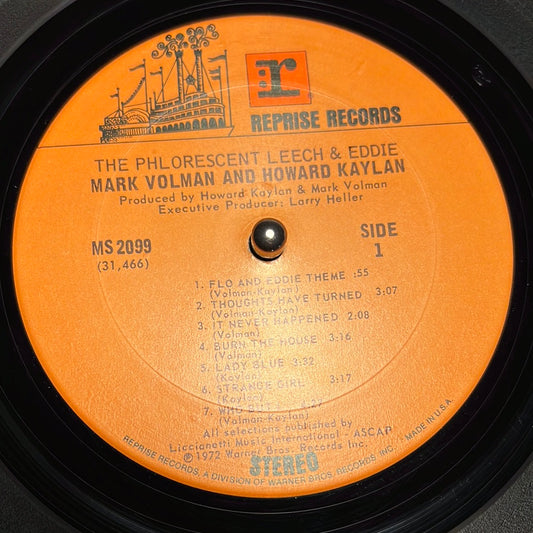 r
REPRISE RECORDS
THE PHLORESCENT LEECH & EDDIE
MARK VOLMAN AND HOWARD KAYLAN
Produced by Howard Kaylan & Mark Volman
Executive Producer: Larry Heller
MS 2099
(31,466)
SIDE
1
1. FLO AND EDDIE THEME :55
(Volman-Kaylan)
2. THOUGHTS HAVE TURNED 3:07
(Volman-Kaylan)
3. IT NEVER HAPPENED 2:08
(Volman)
4. BURN THE HOUSE 3:16
(Volman)
5. LADY BLUE 3:32
(Kaylan)
6. STRANGE GIRL 3:17
(Kaylan)
7. WHO
(Volman-Kaylan)
All selections published by
Liccianetti Music International - ASCAP
℗ 1972 Warner Bros. Records Inc.
STEREO
REPRISE RECORDS, A DIVISION OF WARNER BROS. RECORDS, INC. • MADE IN U.S.A.